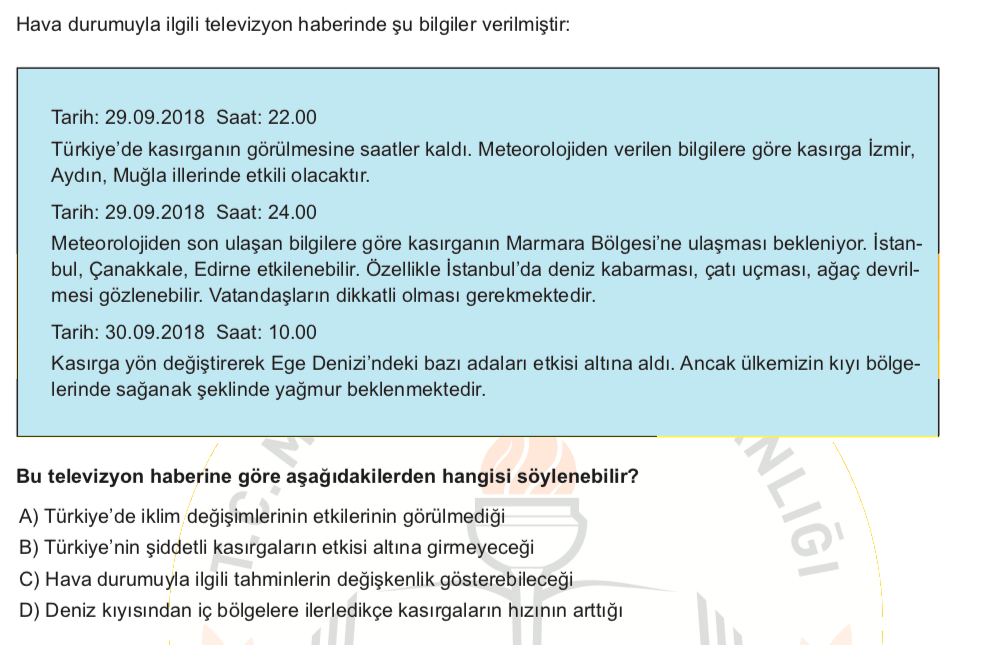 Hava durumuyla ilgili televizyon haberinde şu bilgiler verilmiştir:
Tarih: 29.09.2018 Saat: 22.00
Türkiye’de kasırganın görülmesine saatler kaldı. Meteorolojiden verilen bilgilere göre kasırga İzmir,
Aydın, Muğla illerinde etkili olacaktır.
Tarih: 29.09.2018 Saat: 24.00
Meteorolojiden son ulaşan bilgilere göre kasırganın Marmara Bölgesi’ne ulaşması bekleniyor. İstan-
bul, Çanakkale, Edirne etkilenebilir. Özellikle İstanbul’da deniz kabarması, çatı uçması, ağaç devril-
mesi gözlenebilir. Vatandaşların dikkatli olması gerekmektedir.
Tarih: 30.09.2018 Saat: 10.00
Kasırga yön değiştirerek Ege Denizi’ndeki bazı adaları etkisi altına aldı. Ancak ülkemizin kıyı bölge-
lerinde sağanak şeklinde yağmur beklenmektedir.
Bu televizyon haberine göre aşağıdakilerden hangisi söylenebilir?
A) Türkiye’de iklim değişimlerinin etkilerinin görülmediği
B) Türkiye’nin şiddetli kasırgaların etkisi altına girmeyeceği
C) Hava durumuyla ilgili tahminlerin değişkenlik gösterebileceği
D) Deniz kıyısından iç bölgelere ilerledikçe kasırgaların hızının arttığı
T.C.